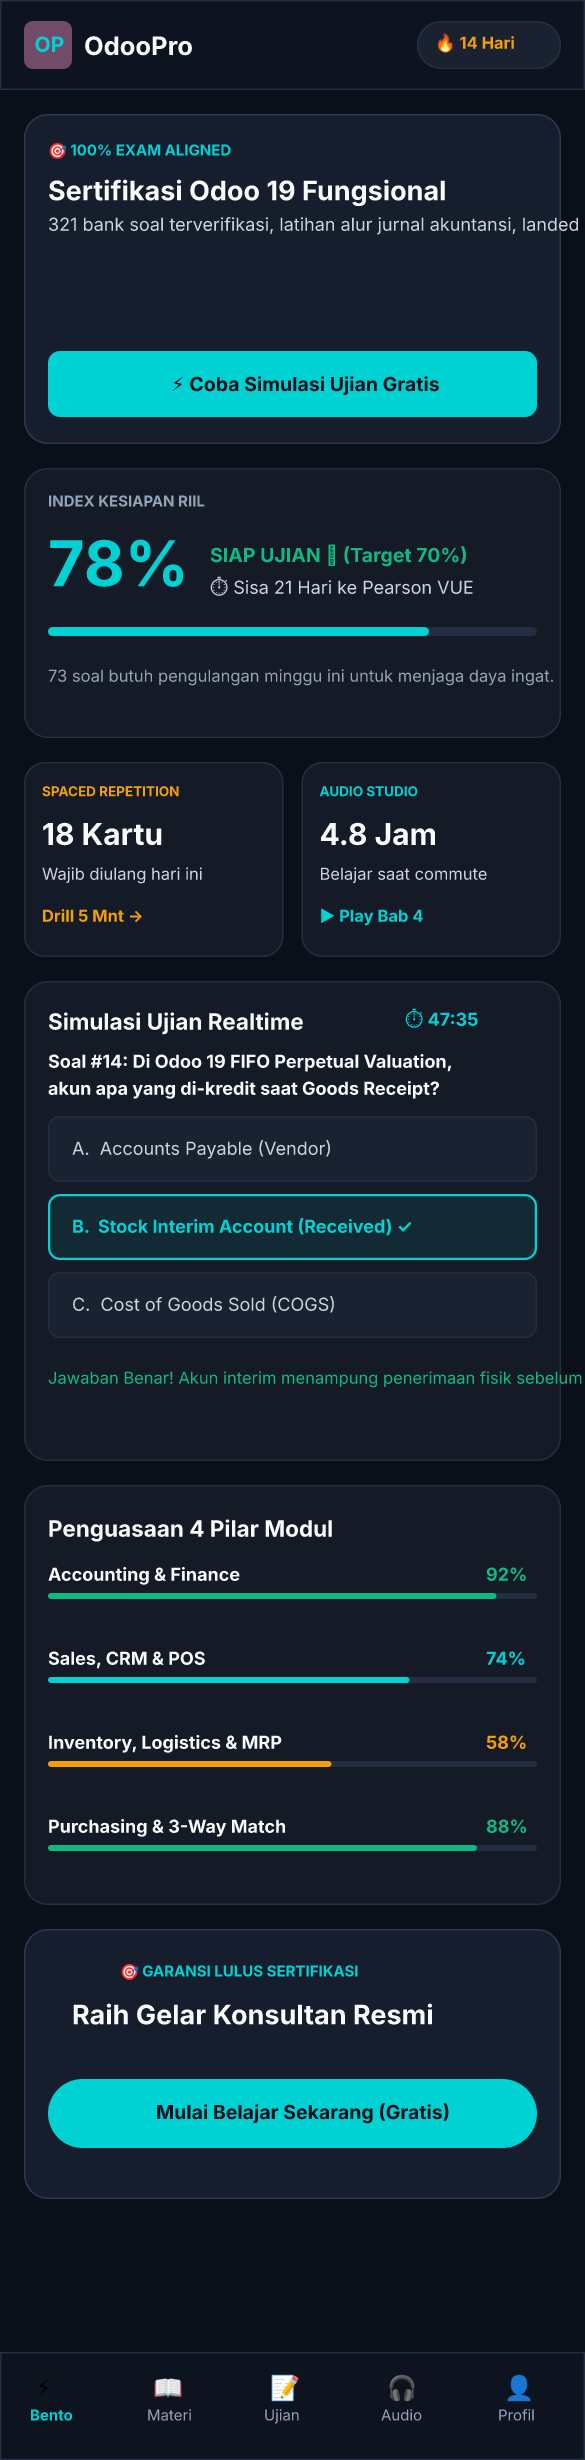 OP OdooPro
🔥 14 Hari
🎯 100% EXAM ALIGNED
Sertifikasi Odoo 19 Fungsional
321 bank soal terverifikasi, latihan alur jurnal akuntansi, landed
⚡ Coba Simulasi Ujian Gratis
INDEX KESIAPAN RIIL
78%
SIAP UJIAN (Target 70%)
⏱ Sisa 21 Hari ke Pearson VUE
73 soal butuh pengulangan minggu ini untuk menjaga daya ingat.
SPACED REPETITION
18 Kartu
Wajib diulang hari ini
Drill 5 Mnt →
AUDIO STUDIO
4.8 Jam
Belajar saat commute
▶ Play Bab 4
Simulasi Ujian Realtime
⏱ 47:35
Soal #14: Di Odoo 19 FIFO Perpetual Valuation,
akun apa yang di-kredit saat Goods Receipt?
A. Accounts Payable (Vendor)
B. Stock Interim Account (Received) ✓
C. Cost of Goods Sold (COGS)
Jawaban Benar! Akun interim menampung penerimaan fisik sebelum
Penguasaan 4 Pilar Modul
Accounting & Finance 92%
Sales, CRM & POS 74%
Inventory, Logistics & MRP 58%
Purchasing & 3-Way Match 88%
🎯 GARANSI LULUS SERTIFIKASI
Raih Gelar Konsultan Resmi
Mulai Belajar Sekarang (Gratis)
Bento Materi Ujian Audio Profil